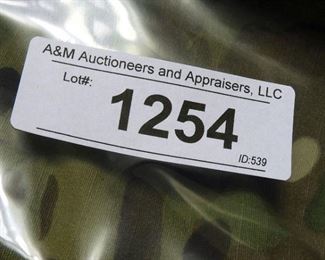 A&M Auctioneers and Appraisers, LLC
Lot#:
1254
ID:539